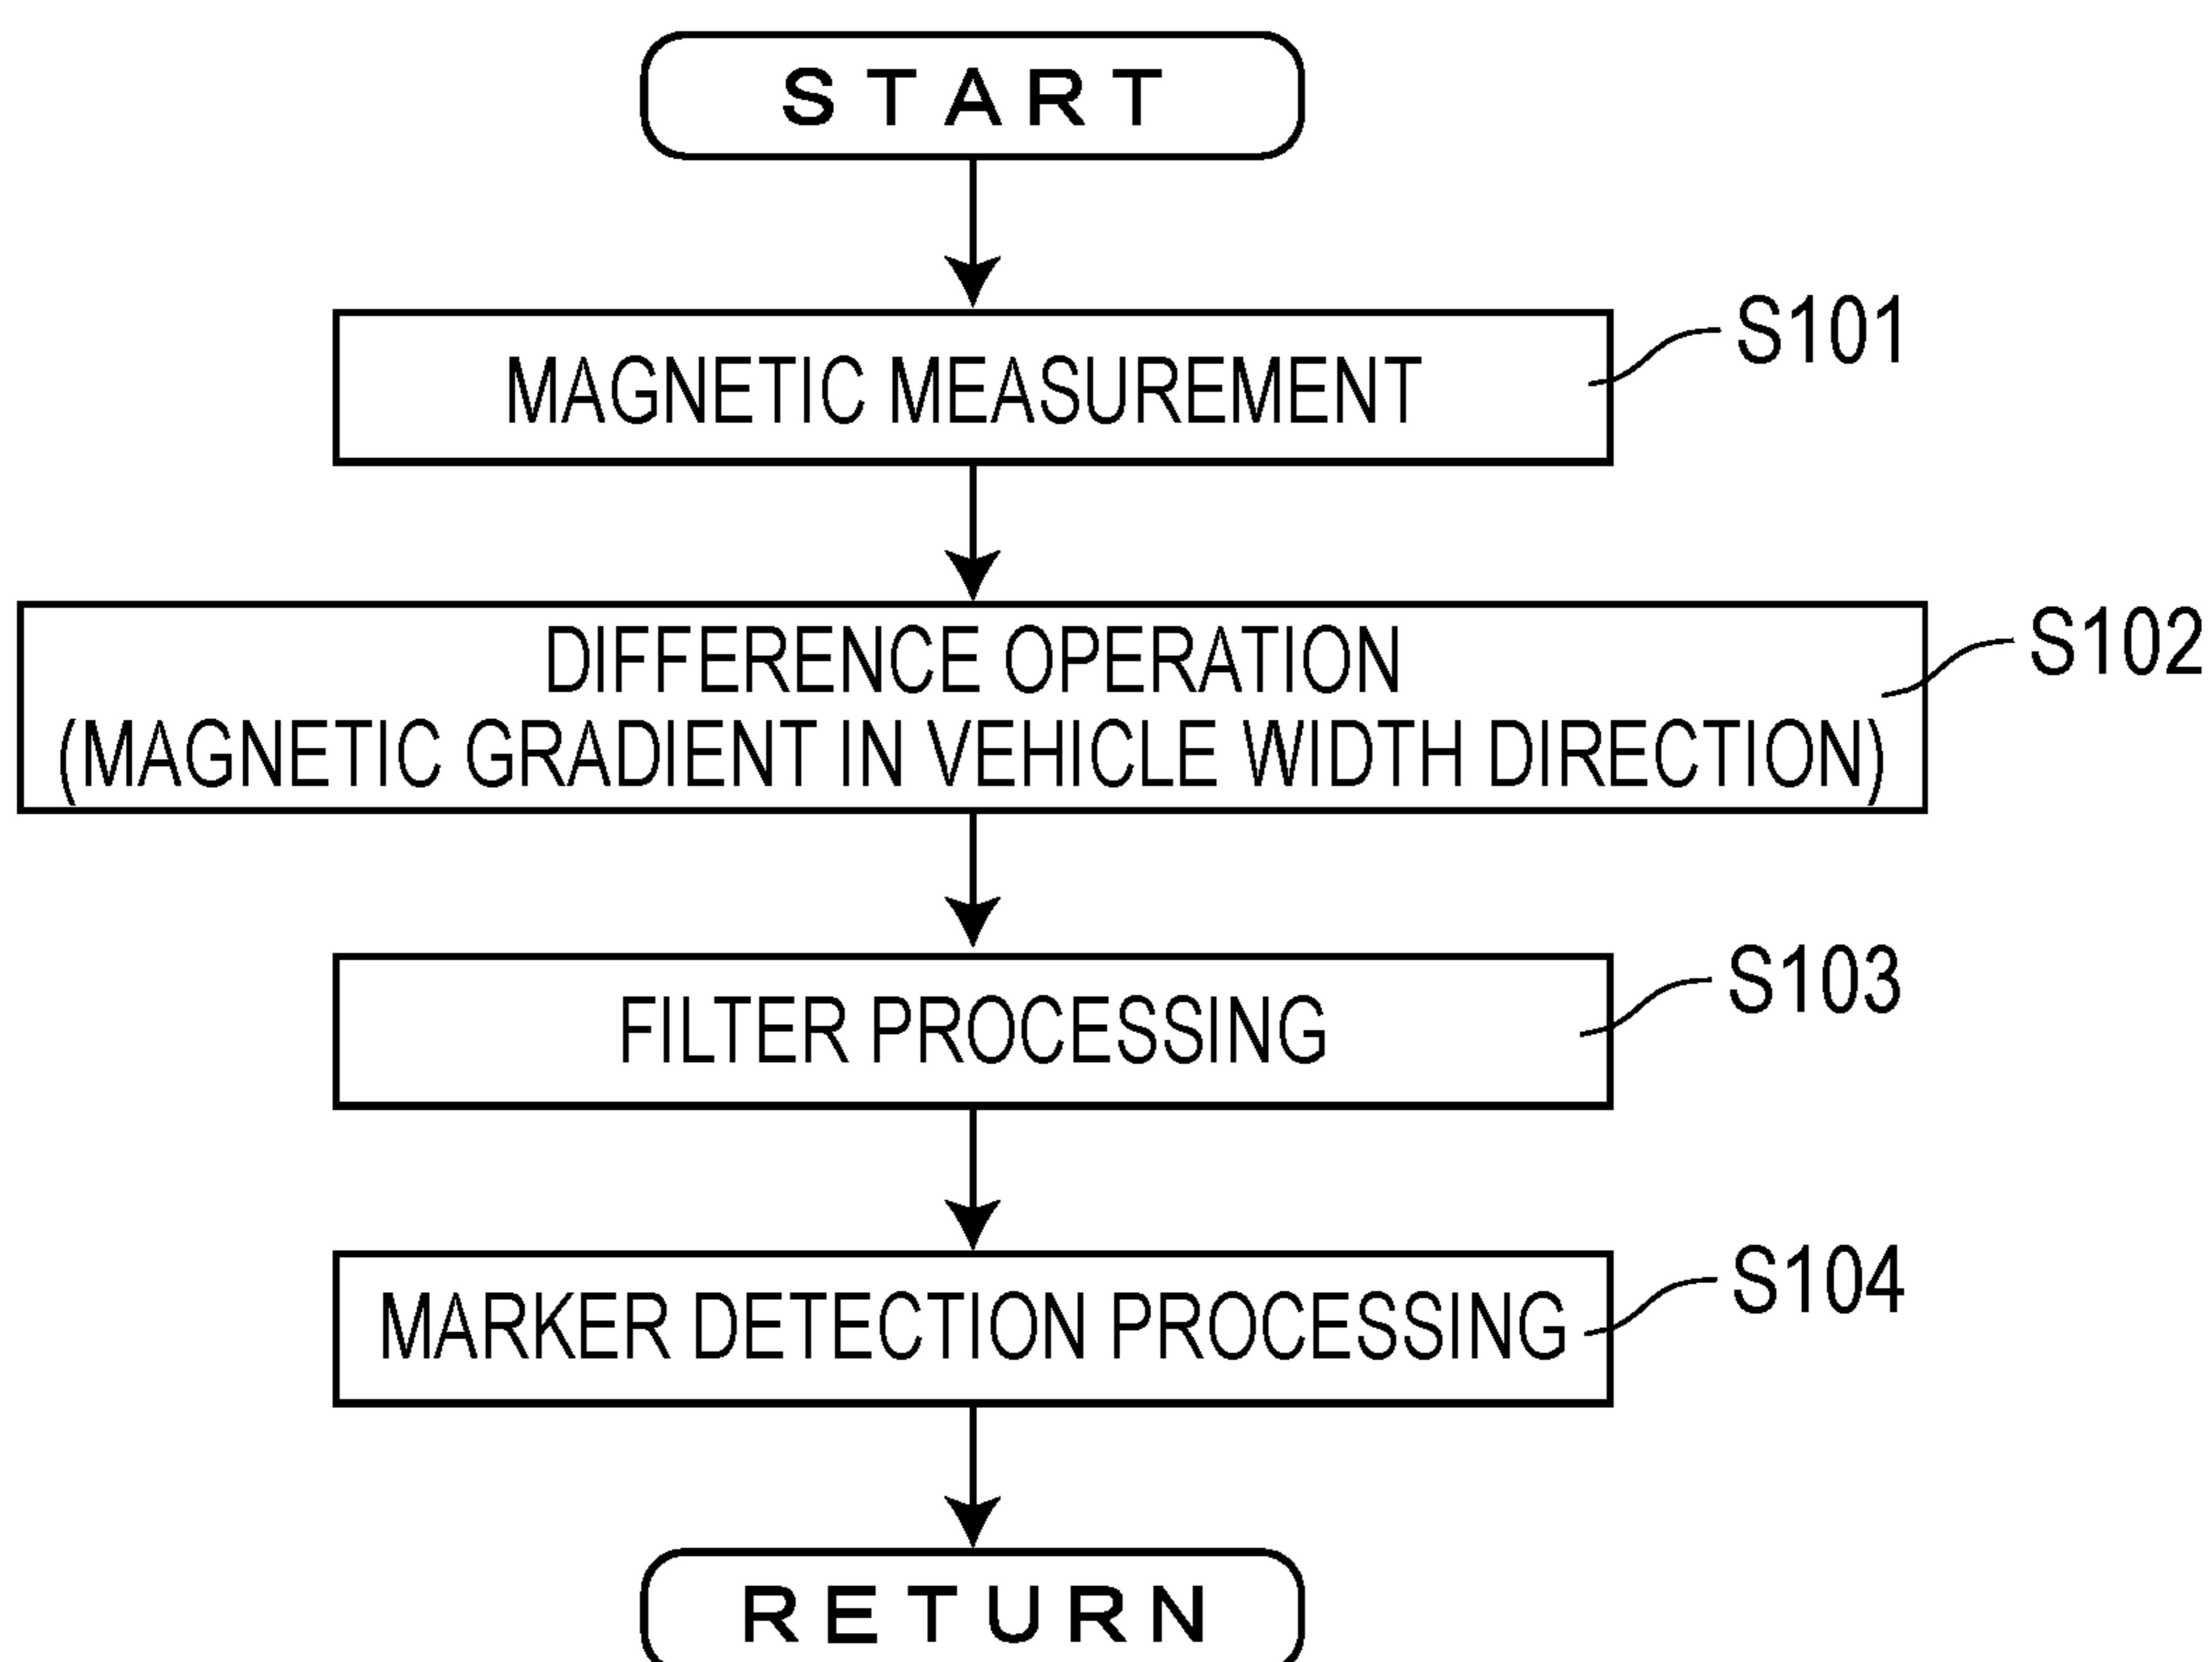 START
MAGNETIC MEASUREMENT
S101
DIFFERENCE OPERATION
(MAGNETIC GRADIENT IN VEHICLE WIDTH DIRECTION)
S102
FILTER PROCESSING
S103
MARKER DETECTION PROCESSING
S104
RETURN